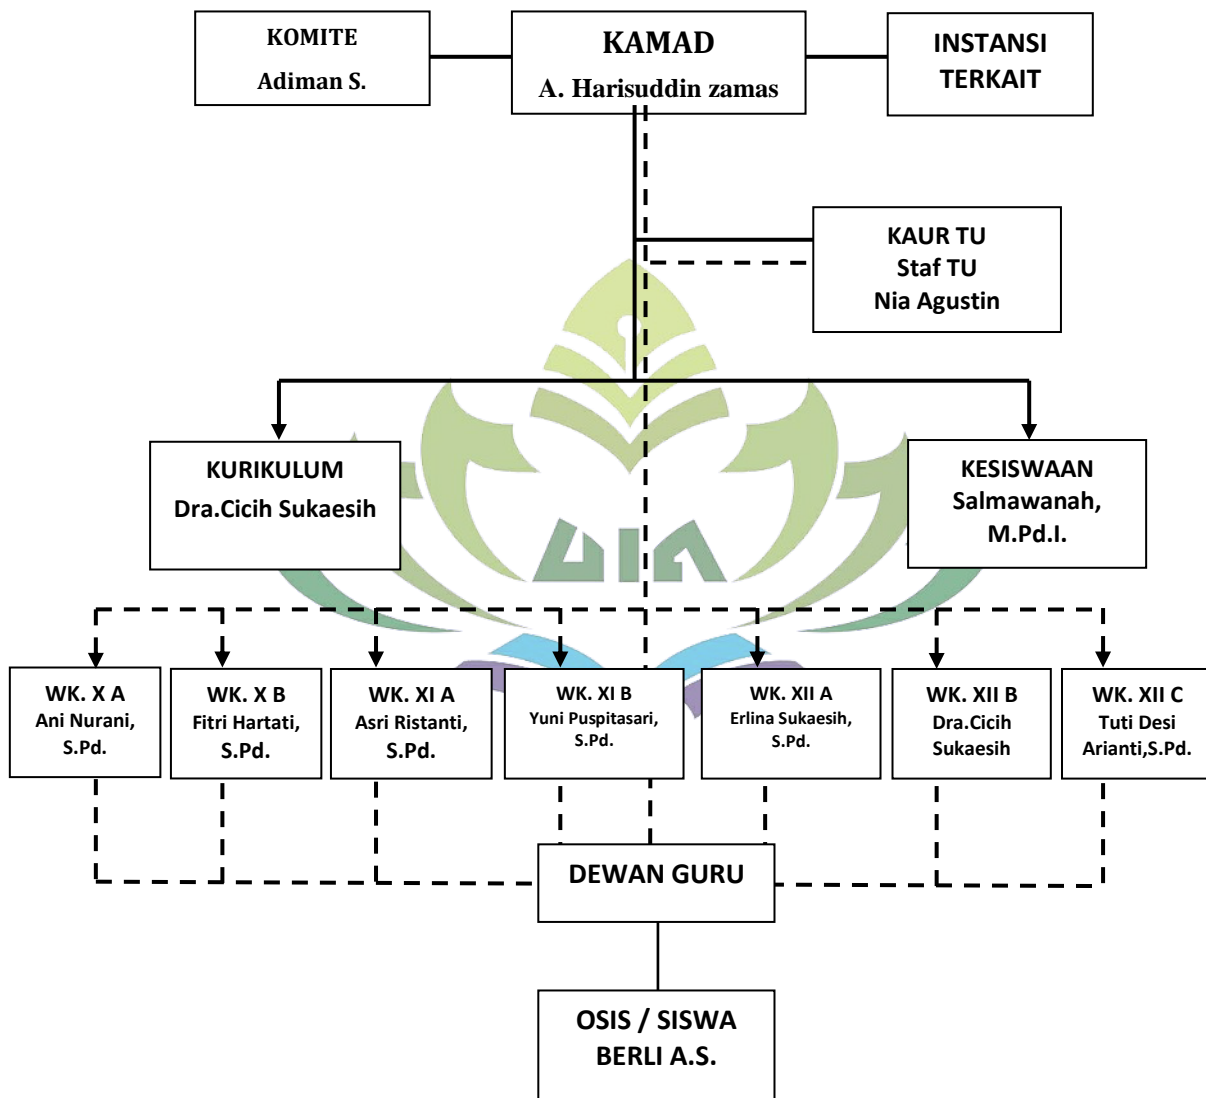 KOMITE
Adiman S.
KAMAD
A. Harisuddin zamas
INSTANSI
TERKAIT
KAUR TU
Staf TU
Nia Agustin
KURIKULUM
Dra.Cicih Sukaesih
KESISWAAN
Salmawanah,
M.Pd.I.
UIN
WK. X A
Ani Nurani,
S.Pd.
WK. X B
Fitri Hartati,
S.Pd.
WK. XI A
Asri Ristanti,
S.Pd.
WK. XI B
Yuni Puspitasari,
S.Pd.
WK. XII A
Erlina Sukaesih,
S.Pd.
WK. XII B
Dra.Cicih
Sukaesih
WK. XII C
Tuti Desi
Arianti,S.Pd.
DEWAN GURU
OSIS / SISWA
BERLI A.S.